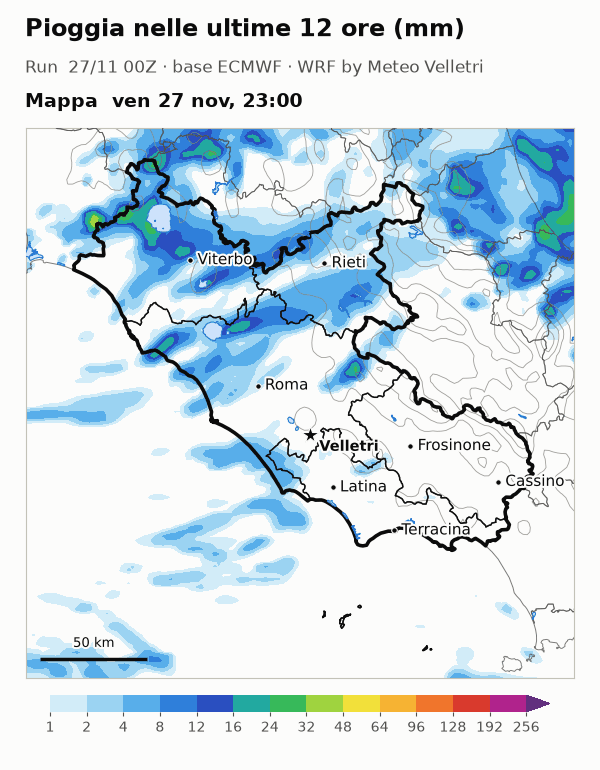 Pioggia nelle ultime 12 ore (mm)
Run  27/11 00Z · base ECMWF · WRF by Meteo Velletri
Mappa  ven 27 nov, 23:00
Viterbo
Rieti
Roma
Velletri
Frosinone
Cassino
Latina
Terracina
50 km
1 2 4 8 12 16 24 32 48 64 96 128 192 256